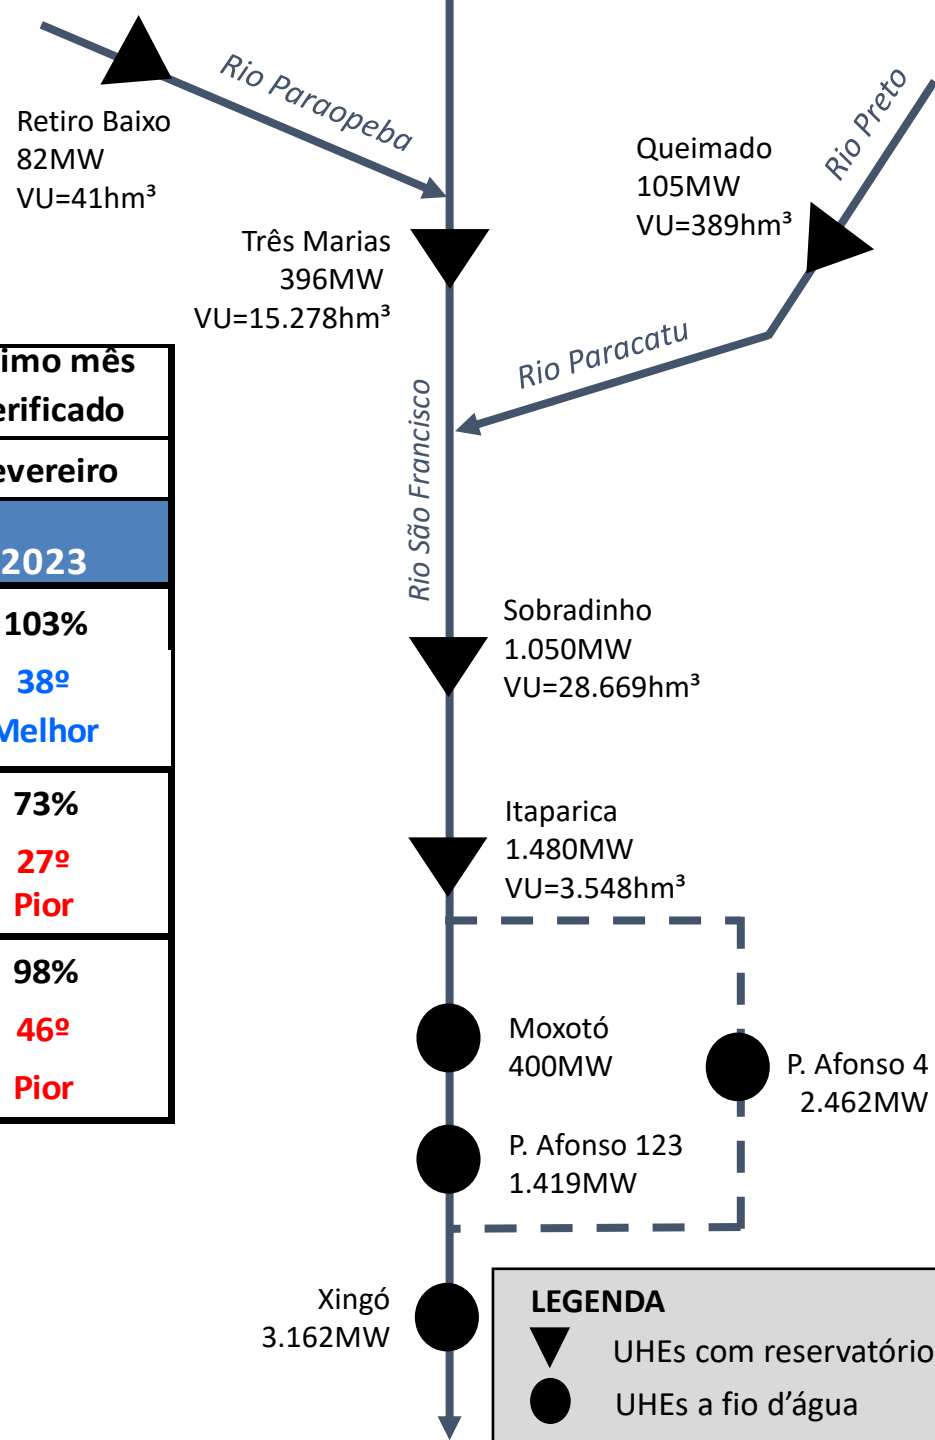 Rio Paraopeba
Retiro Baixo
82MW
VU=41hm³
Rio Preto
Queimado
105MW
VU=389hm³
Três Marias
396MW
VU=15.278hm³
Rio Paracatu
Rio São Francisco
imo mês
erificado
evereiro
2023
103%
38º
Melhor
73%
27º
Pior
98%
46º
Pior
Sobradinho
1.050MW
VU=28.669hm³
Itaparica
1.480MW
VU=3.548hm³
Moxotó
400MW
P. Afonso 4
2.462MW
P. Afonso 123
1.419MW
Xingó
3.162MW
LEGENDA
UHEs com reservatório
UHEs a fio d'água